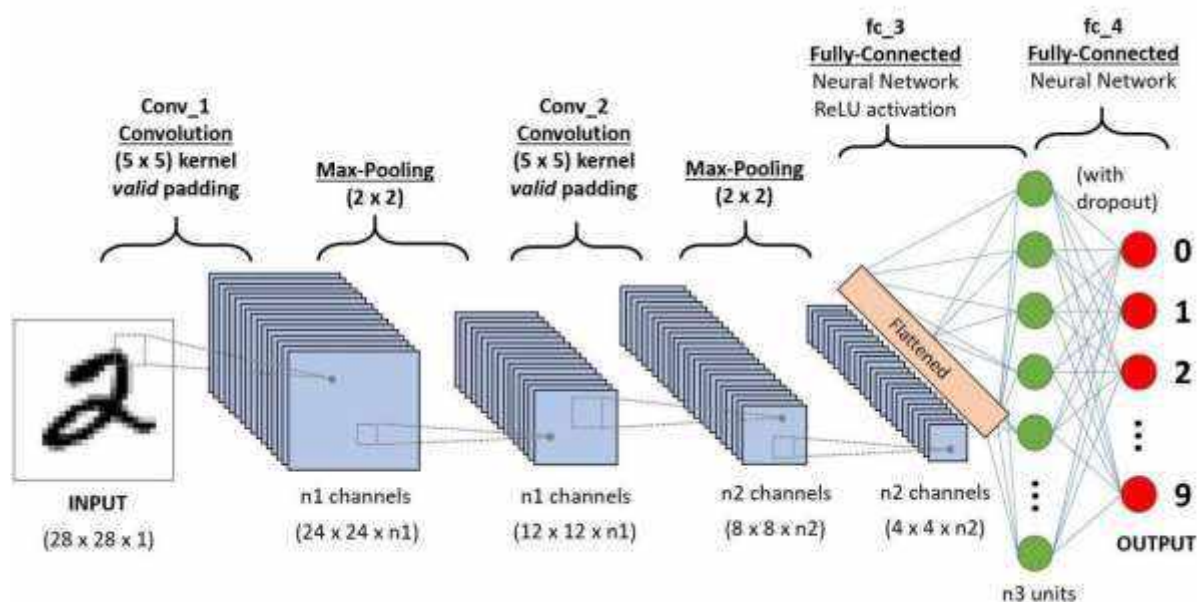 fc_3
Fully-Connected
Neural Network
ReLU activation
fc_4
Fully-Connected
Neural Network
Conv_1
Convolution
(5 x 5) kernel
valid padding
Max-Pooling
(2 x 2)
Conv_2
Convolution
(5 x 5) kernel
valid padding
Max-Pooling
(2 x 2)
(with
dropout)
Flattened
0
1
2
9
INPUT
(28 x 28 x 1)
n1 channels
(24 x 24 x n1)
n1 channels
(12 x 12 x n1)
n2 channels
(8 x 8 x n2)
n2 channels
(4 x 4 x n2)
OUTPUT
n3 units